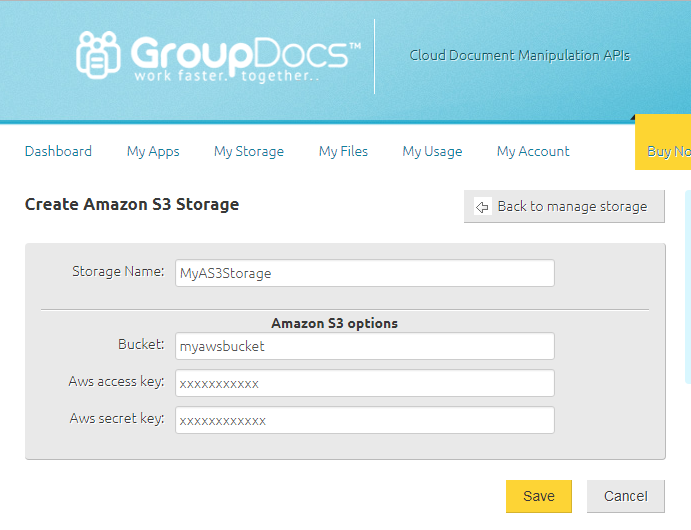 GroupDocs™
work faster. together..
Cloud Document Manipulation APIs
Dashboard My Apps My Storage My Files My Usage My Account Buy No
Create Amazon S3 Storage
Back to manage storage
Storage Name: MyAS3Storage
Amazon S3 options
Bucket: myawsbucket
Aws access key: xxxxxxxxxxx
Aws secret key: xxxxxxxxxxxx
Save Cancel